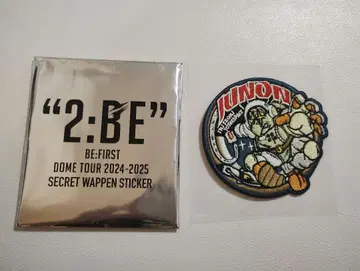 "2:BE"
BE:FIRST
DOME TOUR 2024-2025
SECRET WAPPEN STICKER
JUNON